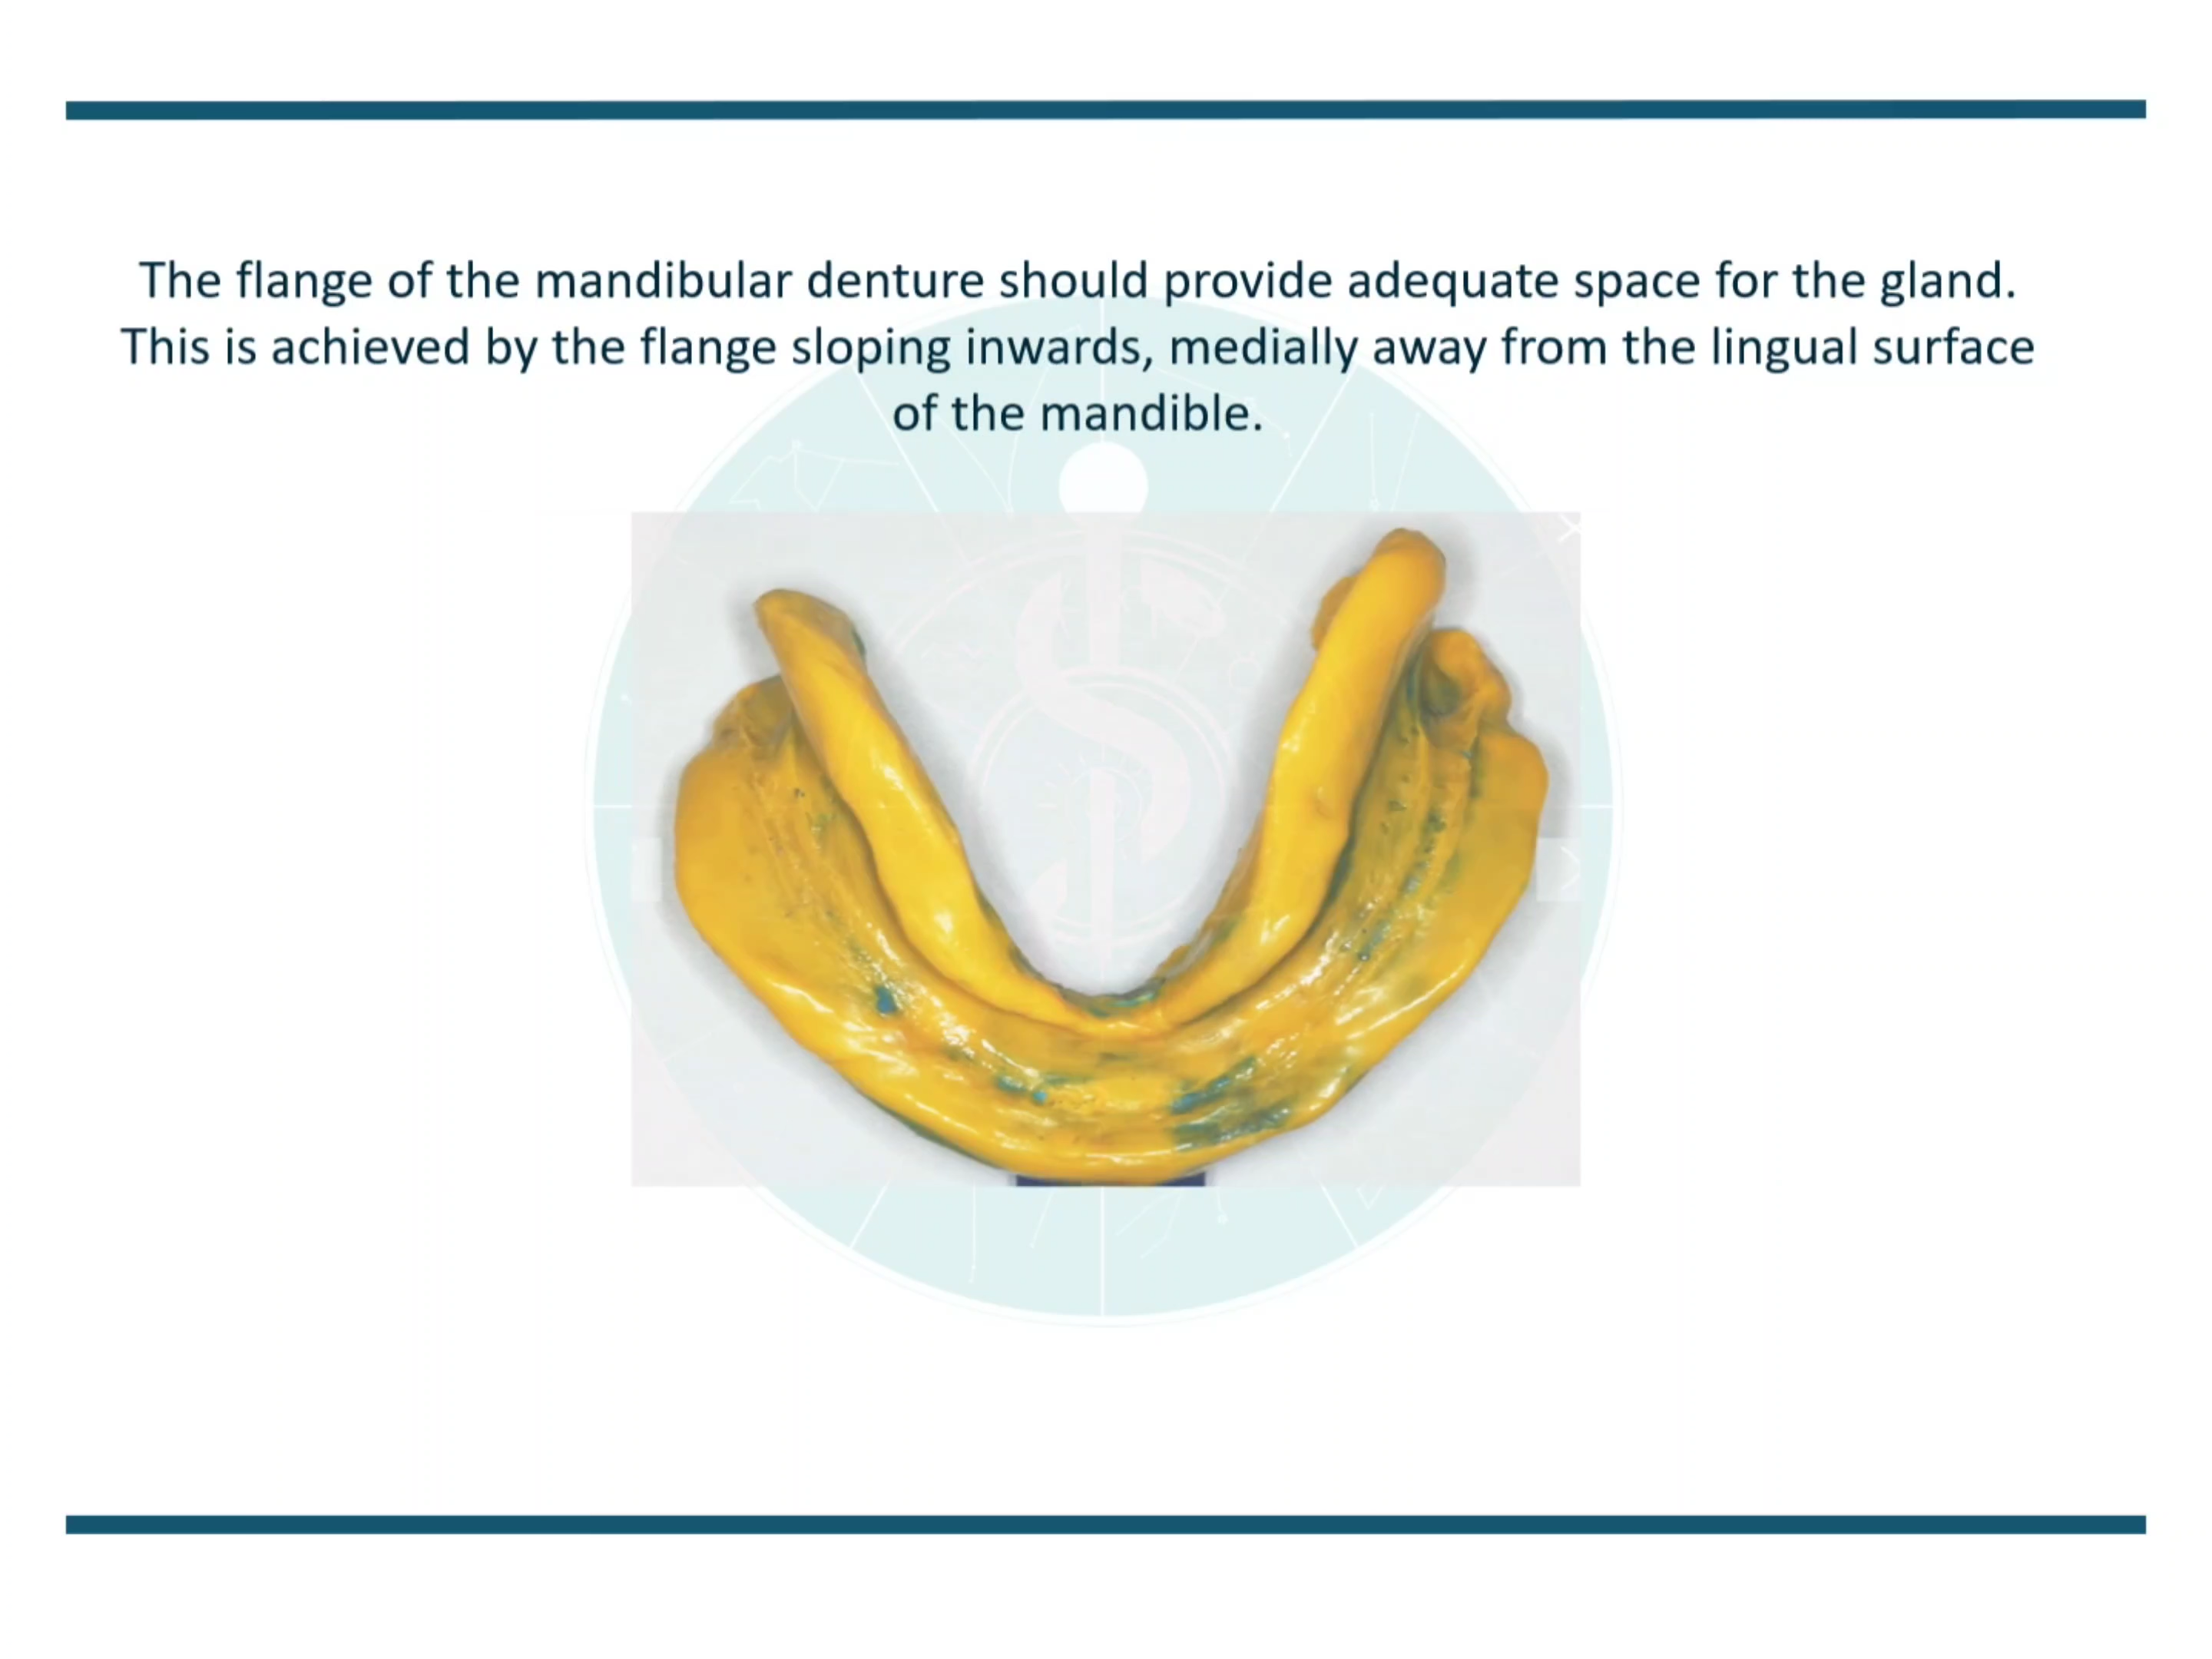 The flange of the mandibular denture should provide adequate space for the gland.
This is achieved by the flange sloping inwards, medially away from the lingual surface
of the mandible.